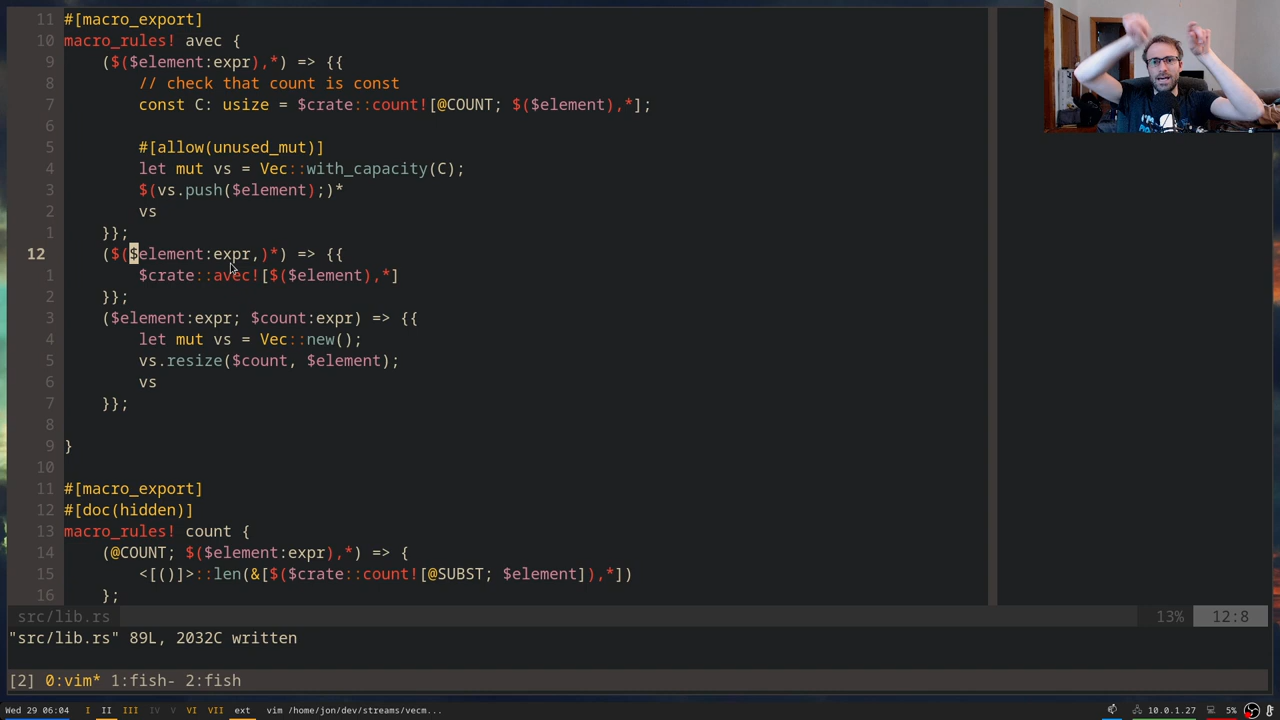 11 #[macro_export]
10 macro_rules! avec {
9     ($($element:expr),*) => {{
8         // check that count is const
7         const C: usize = $crate::count![@COUNT; $($element),*];
6
5         #[allow(unused_mut)]
4         let mut vs = Vec::with_capacity(C);
3         $(vs.push($element);)*
2         vs
1     }};
12     ($($element:expr,)*) => {{
1         $crate::avec![$($element),*]
2     }};
3     ($element:expr; $count:expr) => {{
4         let mut vs = Vec::new();
5         vs.resize($count, $element);
6         vs
7     }};
8
9 }
10
11 #[macro_export]
12 #[doc(hidden)]
13 macro_rules! count {
14     (@COUNT; $($element:expr),*) => {
15         <[()]>::len(&[$($crate::count![@SUBST; $element]),*])
16     };
src/lib.rs 13% 12:8
"src/lib.rs" 89L, 2032C written
[2] 0:vim* 1:fish- 2:fish
Wed 29 06:04 I II III IV V VI VII ext vim /home/jon/dev/streams/vecm... 10.0.1.27 5%